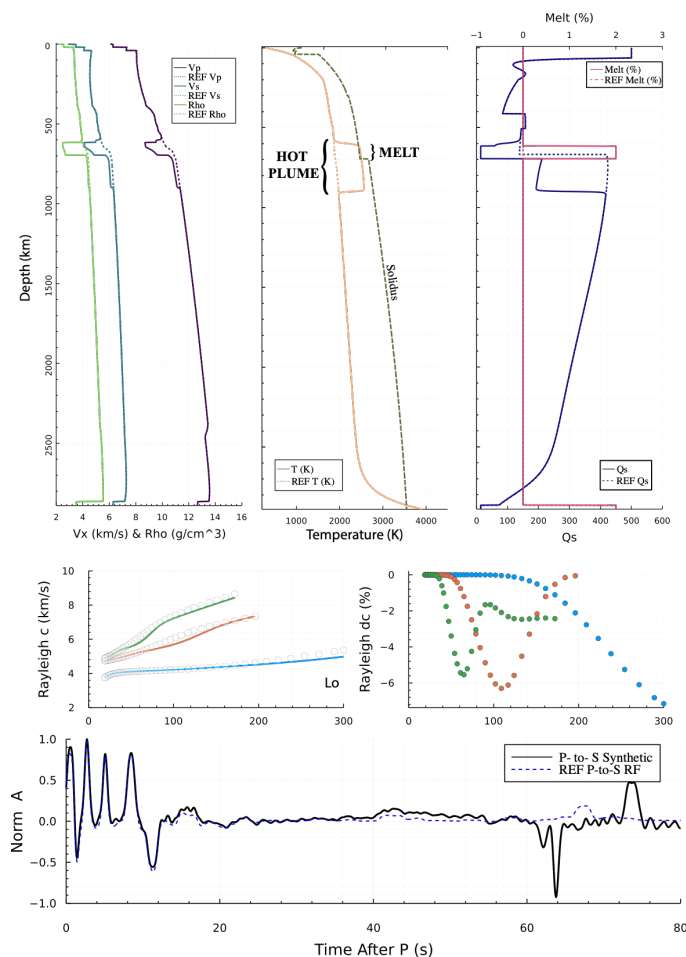 Melt (%)
−1 0 1 2 3
0
500
1000
1500
2000
2500
Depth (km)
Vp
REF Vp
Vs
REF Vs
Rho
REF Rho
HOT
PLUME
MELT
Solidus
Melt (%)
REF Melt (%)
T (K)
REF T (K)
Qs
REF Qs
2 4 6 8 10 12 14 16
Vx (km/s) & Rho (g/cm^3)
1000 2000 3000 4000
Temperature (K)
0 100 200 300 400 500 600
Qs
Rayleigh c (km/s)
10
8
6
4
2
Lo
0 100 200 300
Rayleigh dc (%)
0
−2
−4
−6
0 100 200 300
Norm A
1.0
0.5
0.0
−0.5
−1.0
P- to- S Synthetic
REF P-to-S RF
0 20 40 60 80
Time After P (s)